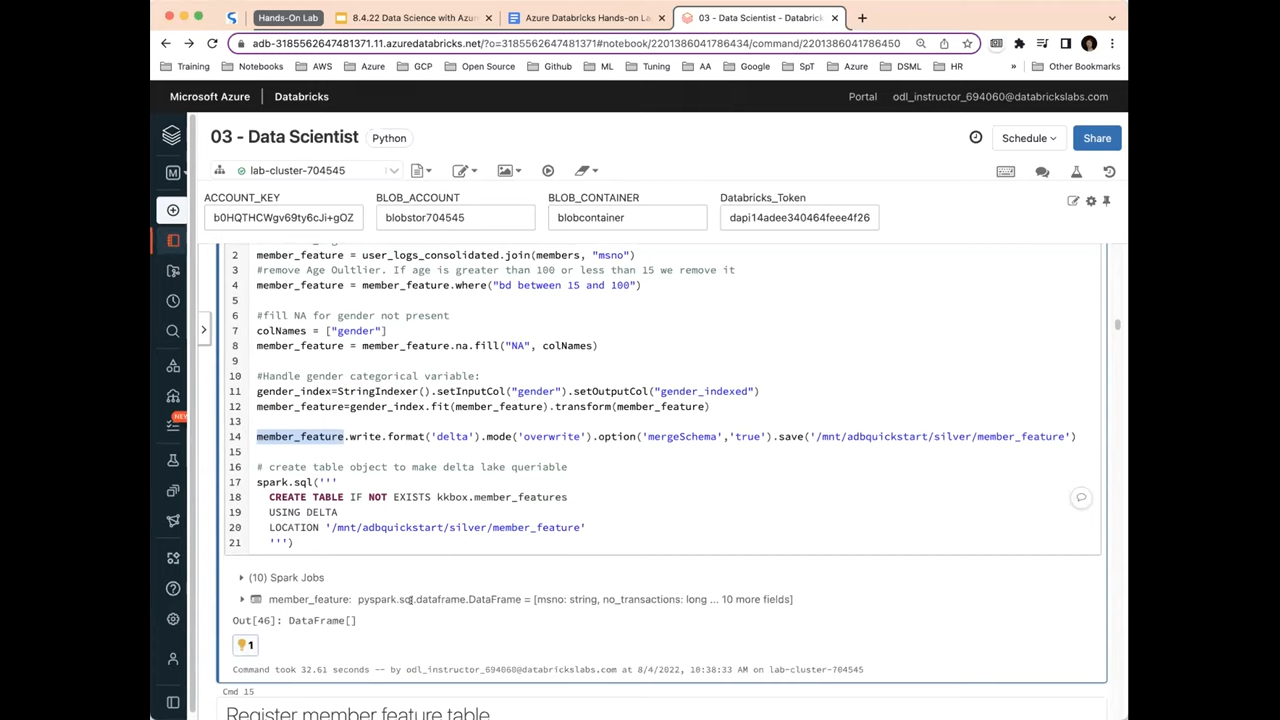 Hands-On Lab
8.4.22 Data Science with Azur
Azure Databricks Hands-on La
03 - Data Scientist - Databrick
adb-3185562647481371.11.azuredatabricks.net/?o=3185562647481371#notebook/2201386041786434/command/2201386041786450
Training Notebooks AWS Azure GCP Open Source Github ML Tuning AA Google SpT Azure DSML HR » Other Bookmarks
Microsoft Azure Databricks Portal odl_instructor_694060@databrickslabs.com
03 - Data Scientist Python Schedule Share
M lab-cluster-704545
ACCOUNT_KEY BLOB_ACCOUNT BLOB_CONTAINER Databricks_Token
b0HQTHCWgv69ty6cJi+gOZ blobstor704545 blobcontainer dapi14adee340464feee4f26
2 member_feature = user_logs_consolidated.join(members, "msno")
3 #remove Age Oultlier. If age is greater than 100 or less than 15 we remove it
4 member_feature = member_feature.where("bd between 15 and 100")
5
6 #fill NA for gender not present
7 colNames = ["gender"]
8 member_feature = member_feature.na.fill("NA", colNames)
9
10 #Handle gender categorical variable:
11 gender_index=StringIndexer().setInputCol("gender").setOutputCol("gender_indexed")
12 member_feature=gender_index.fit(member_feature).transform(member_feature)
13
14 member_feature.write.format('delta').mode('overwrite').option('mergeSchema','true').save('/mnt/adbquickstart/silver/member_feature')
15
16 # create table object to make delta lake queriable
17 spark.sql('''
18 CREATE TABLE IF NOT EXISTS kkbox.member_features
19 USING DELTA
20 LOCATION '/mnt/adbquickstart/silver/member_feature'
21 ''')
NEW
(10) Spark Jobs
member_feature: pyspark.sql.dataframe.DataFrame = [msno: string, no_transactions: long ... 10 more fields]
Out[46]: DataFrame[]
1
Command took 32.61 seconds -- by odl_instructor_694060@databrickslabs.com at 8/4/2022, 10:38:33 AM on lab-cluster-704545
Cmd 15
Register member feature table